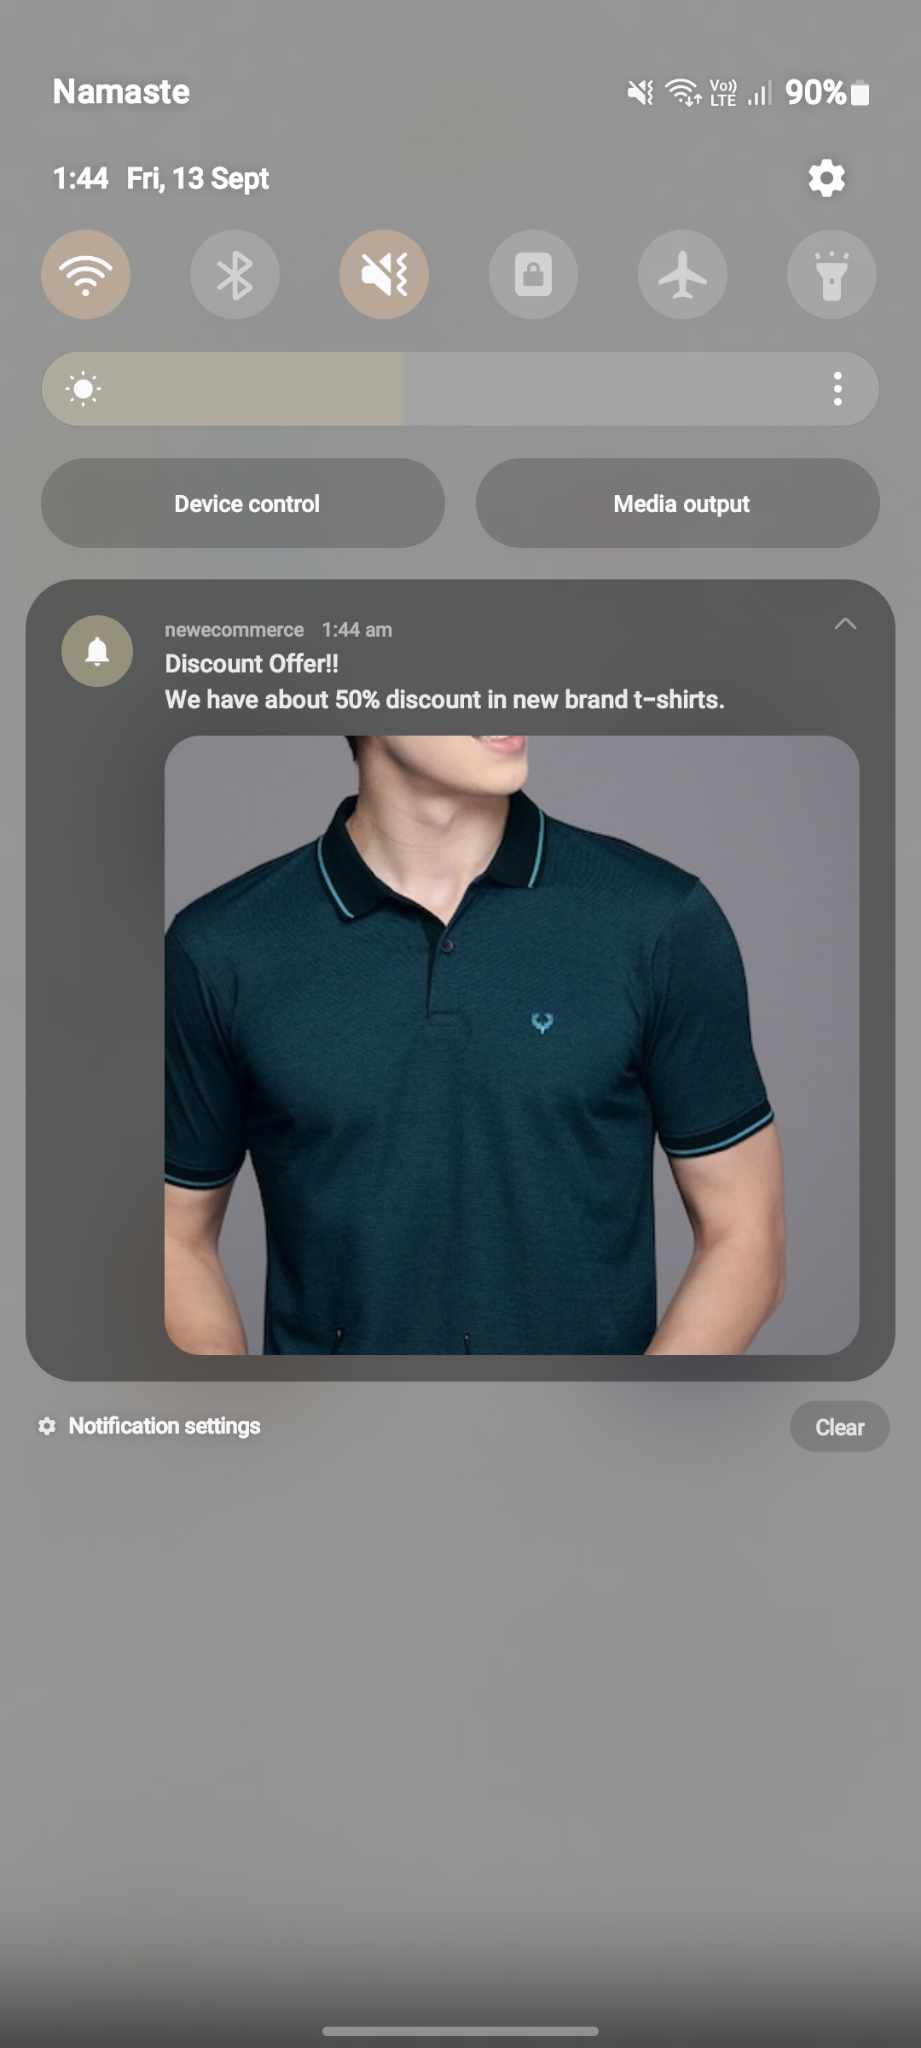 Namaste
Vo)) LTE 90%
1:44 Fri, 13 Sept
Device control
Media output
newecommerce 1:44 am
Discount Offer!!
We have about 50% discount in new brand t-shirts.
Notification settings
Clear